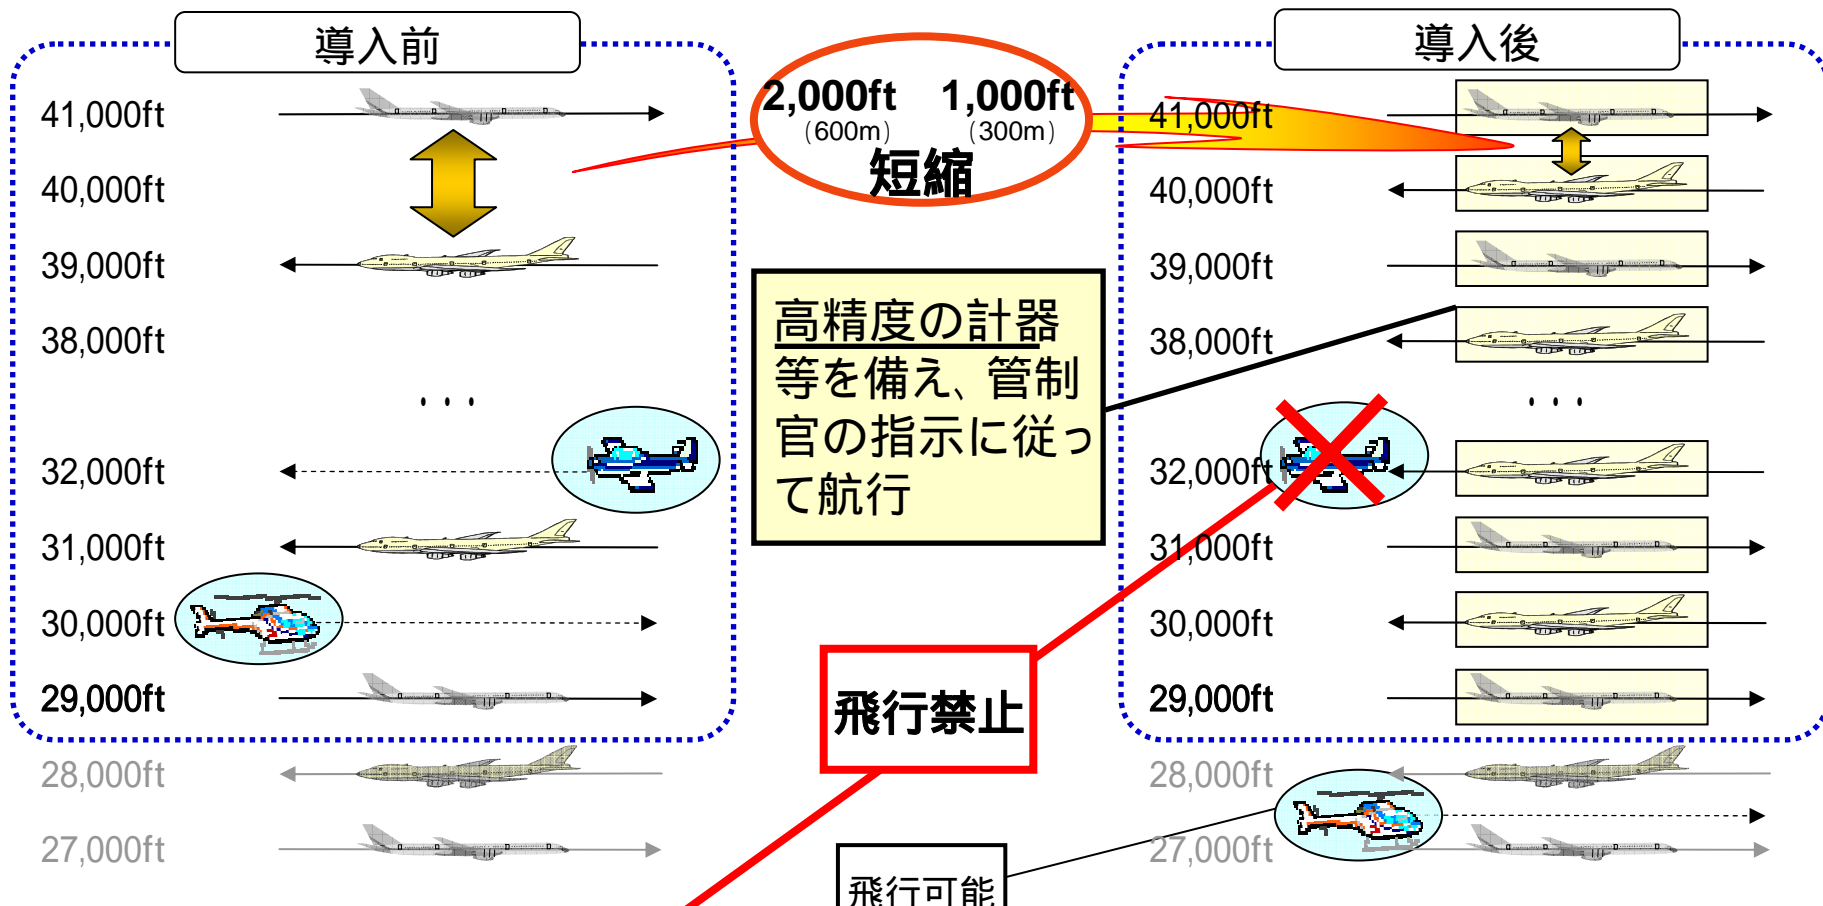 導入前
41,000ft
40,000ft
39,000ft
38,000ft
・・・
32,000ft
31,000ft
30,000ft
29,000ft
28,000ft
27,000ft
2,000ft 1,000ft
(600m) (300m)
短縮
高精度の計器
等を備え、管制
官の指示に従っ
て航行
飛行禁止
飛行可能
導入後
41,000ft
40,000ft
39,000ft
38,000ft
・・・
32,000ft
31,000ft
30,000ft
29,000ft
28,000ft
27,000ft